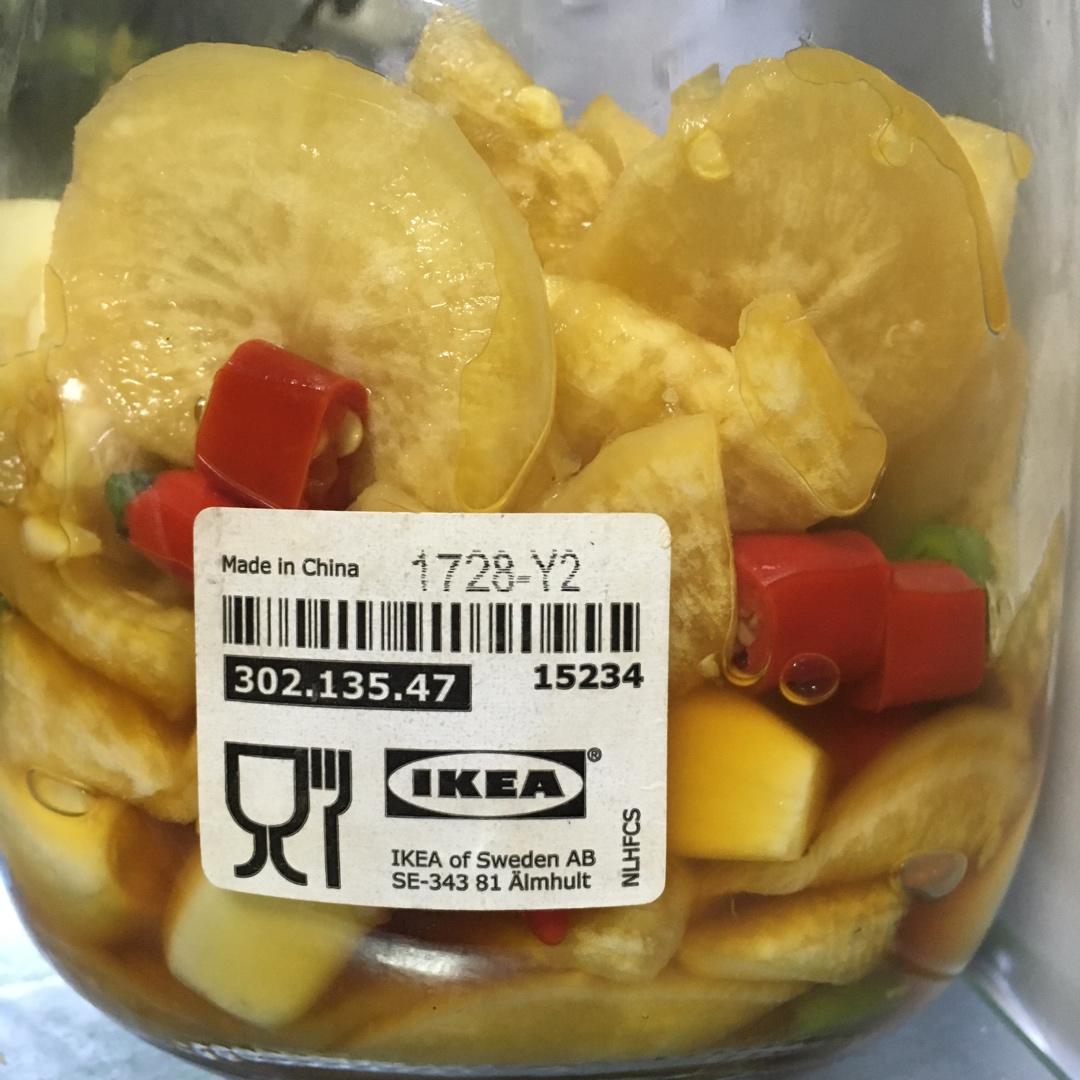 Made in China 1728-Y2
302.135.47 15234
IKEA®
IKEA of Sweden AB
SE-343 81 Älmhult
NLHFCS